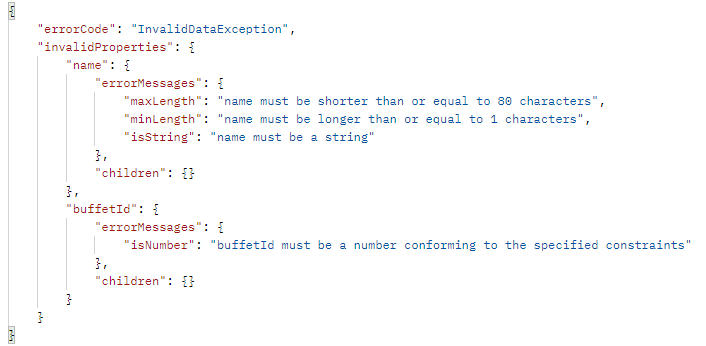 {
    "errorCode": "InvalidDataException",
    "invalidProperties": {
        "name": {
            "errorMessages": {
                "maxLength": "name must be shorter than or equal to 80 characters",
                "minLength": "name must be longer than or equal to 1 characters",
                "isString": "name must be a string"
            },
            "children": {}
        },
        "buffetId": {
            "errorMessages": {
                "isNumber": "buffetId must be a number conforming to the specified constraints"
            },
            "children": {}
        }
    }
}